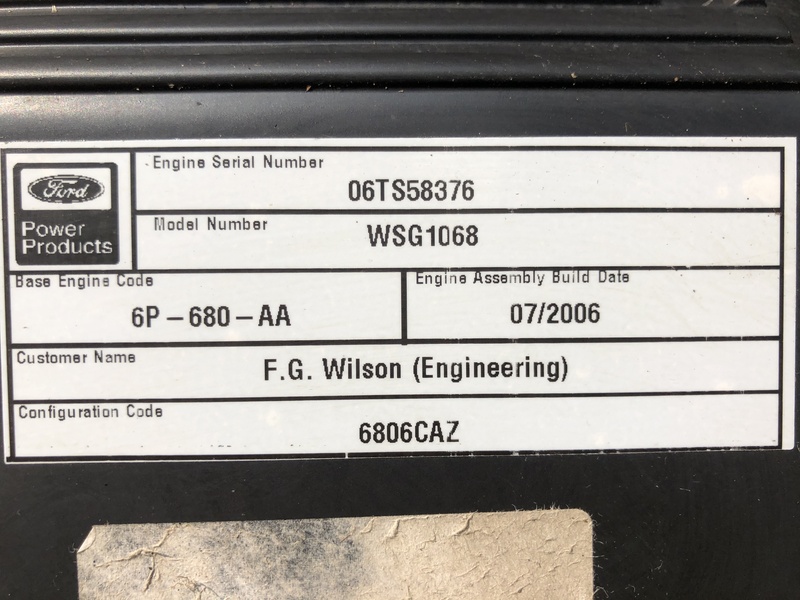 Engine Serial Number
06TS58376
Ford
Power
Products
Model Number
WSG1068
Base Engine Code
6P-680-AA
Engine Assembly Build Date
07/2006
Customer Name
F.G. Wilson (Engineering)
Configuration Code
6806CAZ